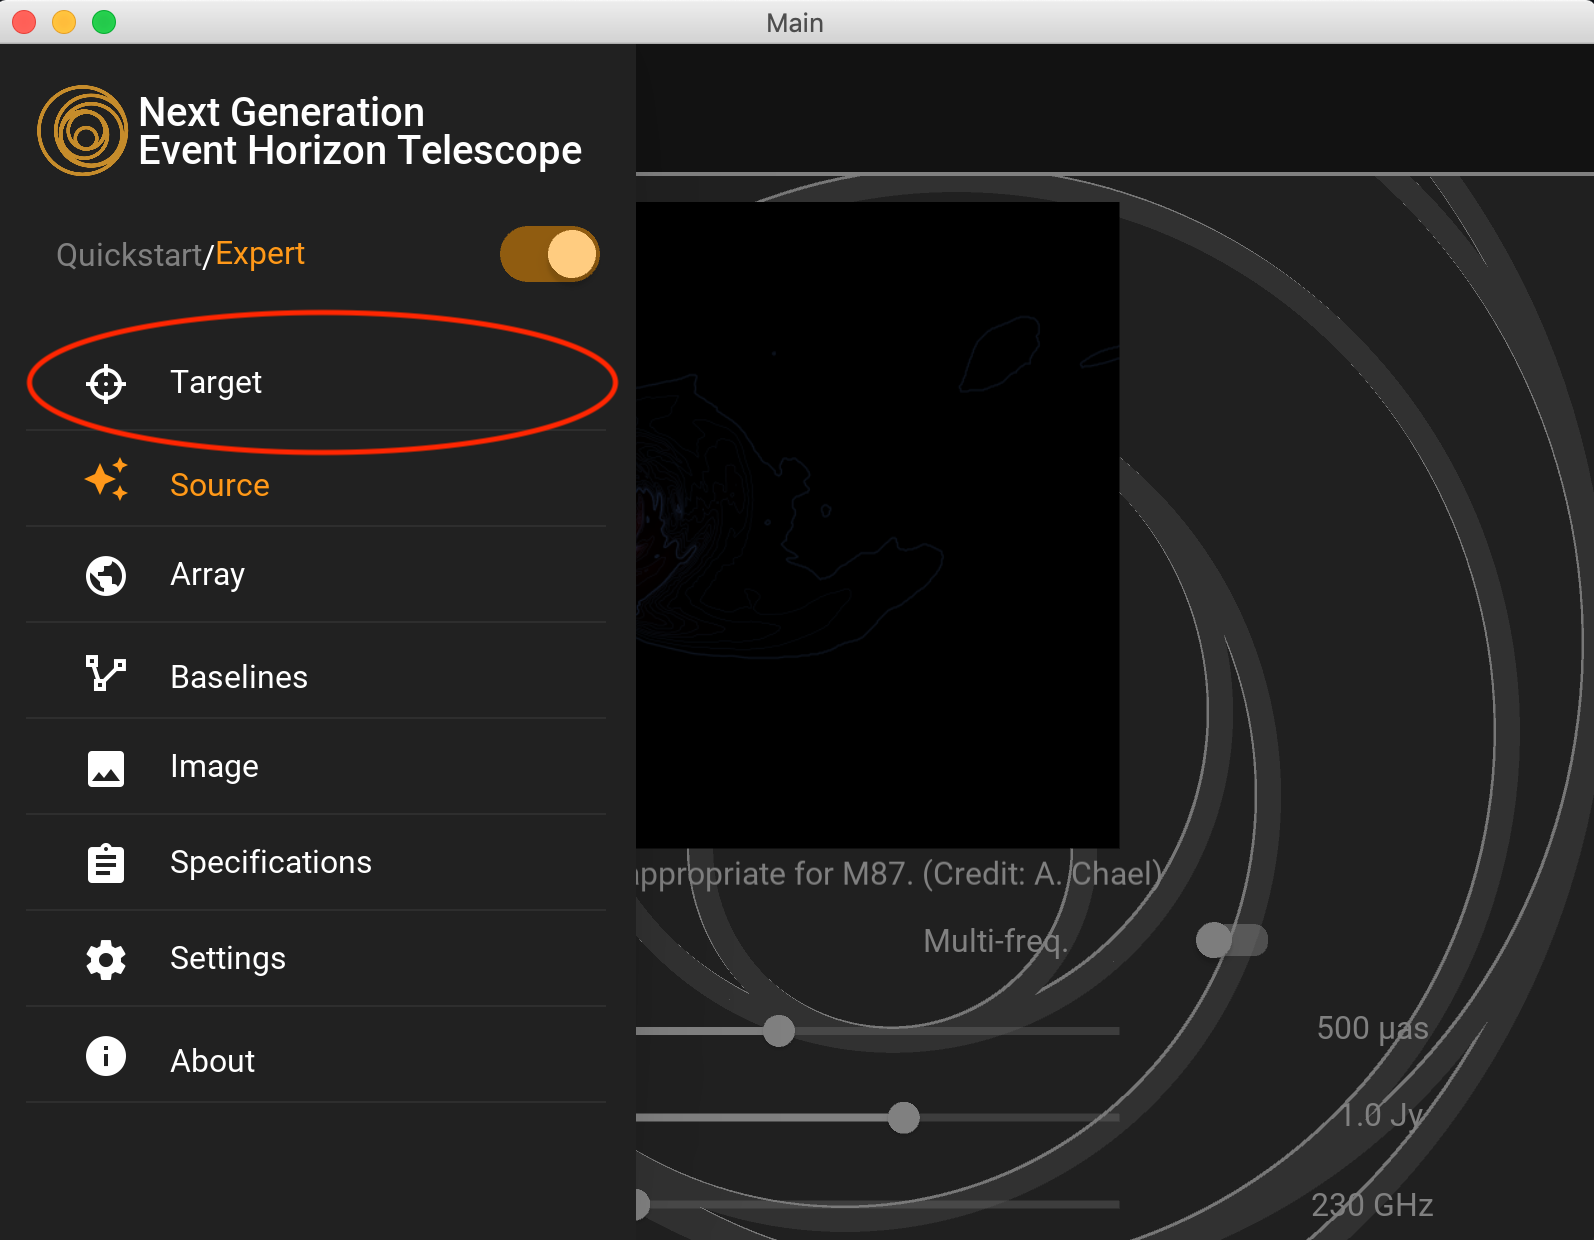 Main
Next Generation
Event Horizon Telescope
Quickstart/Expert
Target
Source
Array
Baselines
Image
Specifications
Settings
About
appropriate for M87. (Credit: A. Chael)
Multi-freq.
500 µas
1.0 Jy
230 GHz